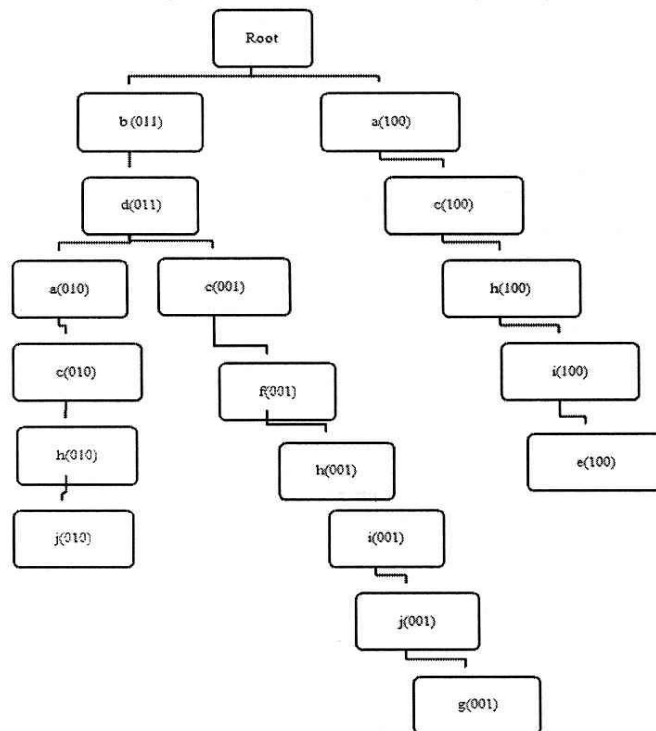 Root
b (011)
a(100)
d(011)
c(100)
a(010)
c(001)
h(100)
c(010)
f(001)
i(100)
h(010)
h(001)
e(100)
j(010)
i(001)
j(001)
g(001)